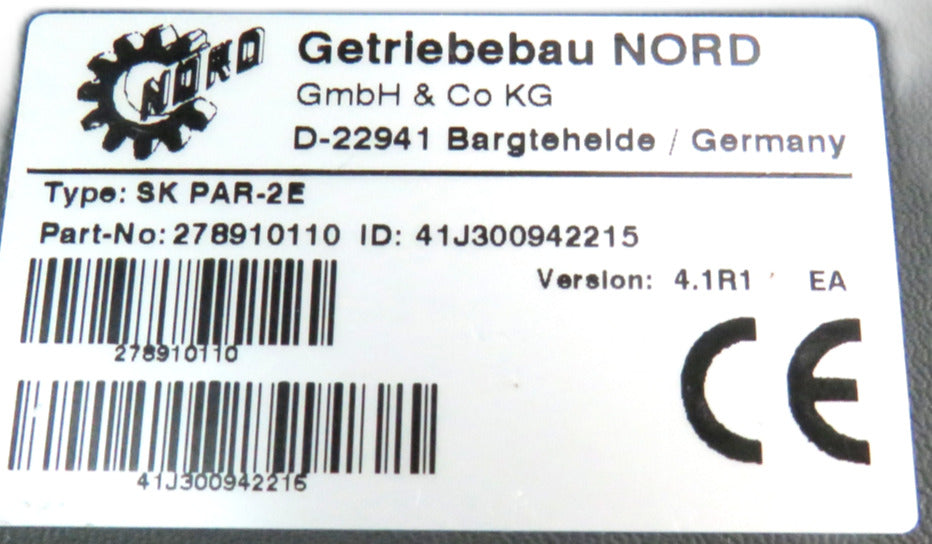 NORD
Getriebebau NORD
GmbH & Co KG
D-22941 Bargteheide / Germany
Type: SK PAR-2E
Part-No: 278910110 ID: 41J300942215
Version: 4.1R1 EA
278910110
41J300942215
CE